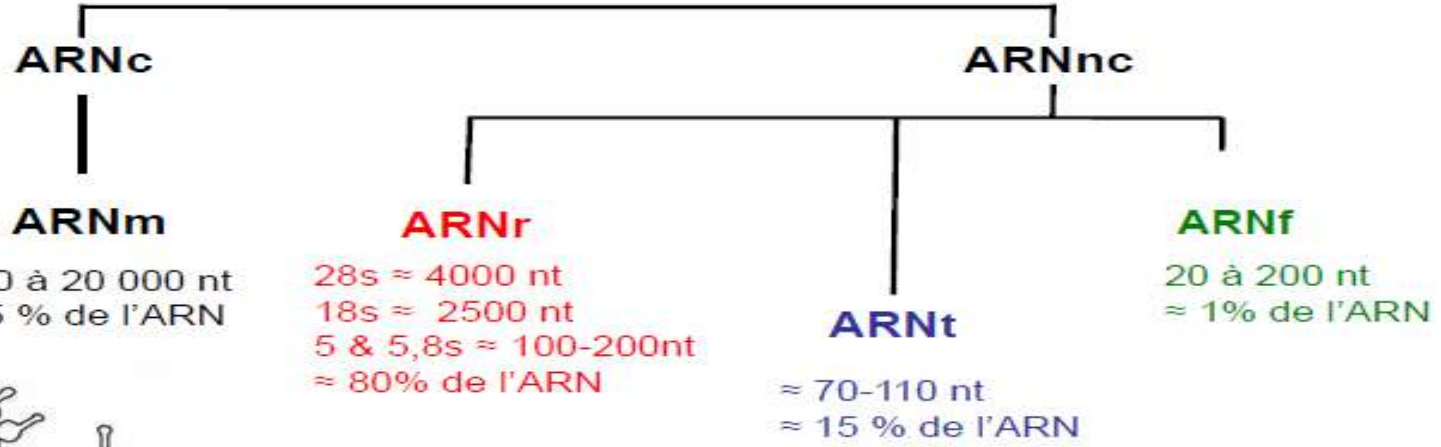 ARNc
ARNnc
ARNm
0 à 20 000 nt
% de l'ARN
ARNr
28s ≈ 4000 nt
18s ≈ 2500 nt
5 & 5,8s ≈ 100-200nt
≈ 80% de l'ARN
ARNt
≈ 70-110 nt
≈ 15 % de l'ARN
ARNf
20 à 200 nt
≈ 1% de l'ARN